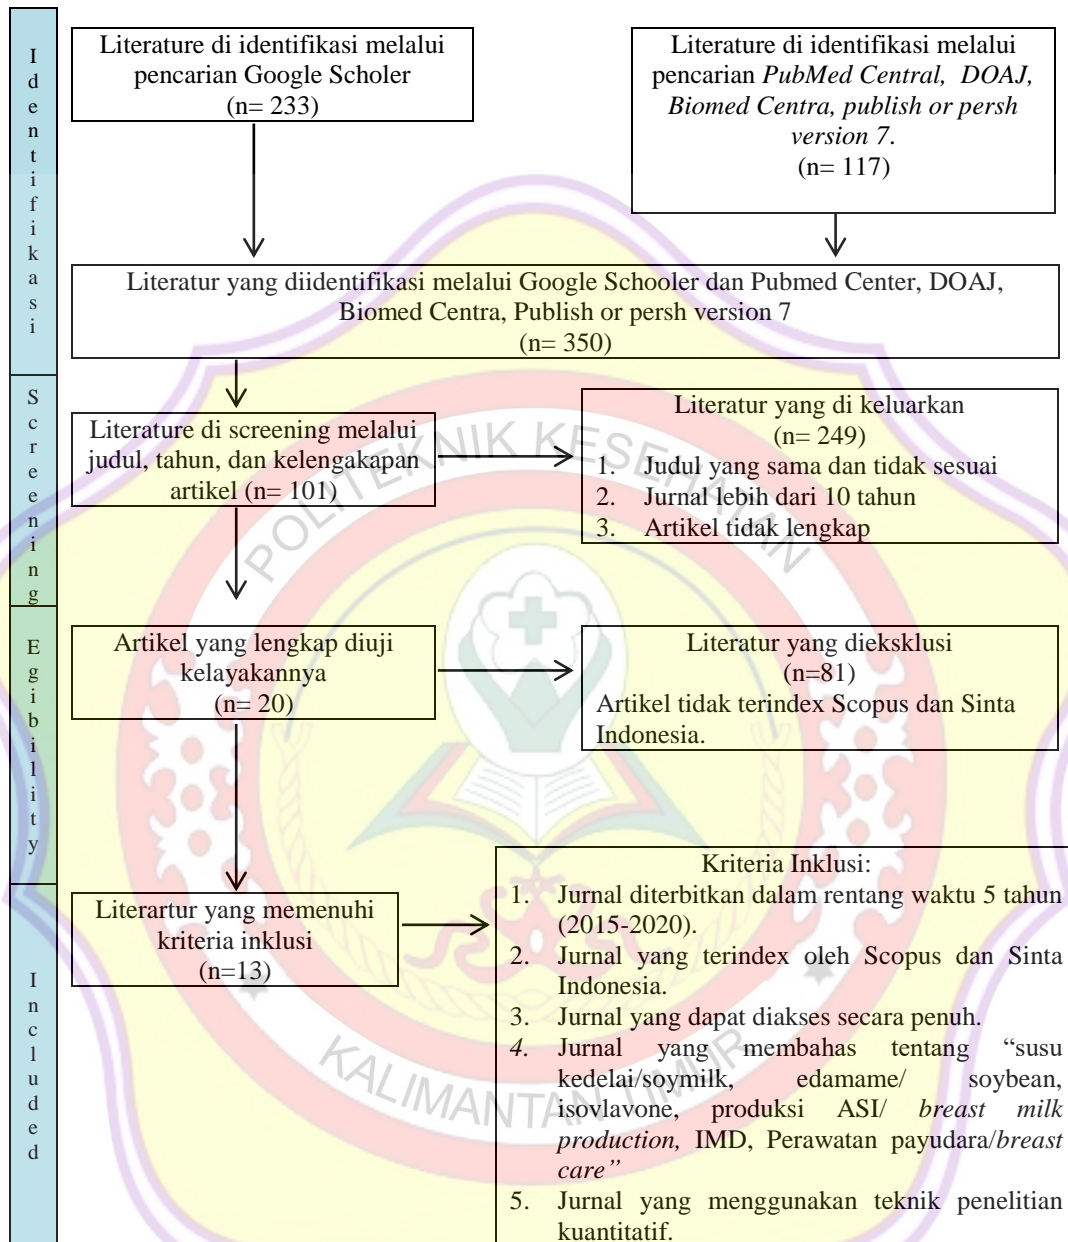 Identifikasi
Literature di identifikasi melalui
pencarian Google Scholer
(n= 233)
Literature di identifikasi melalui
pencarian PubMed Central, DOAJ,
Biomed Centra, publish or persh
version 7.
(n= 117)
Literatur yang diidentifikasi melalui Google Schooler dan Pubmed Center, DOAJ,
Biomed Centra, Publish or persh version 7
(n= 350)
Screening
Literature di screening melalui
judul, tahun, dan kelengakapan
artikel (n= 101)
Literatur yang di keluarkan
(n= 249)
1. Judul yang sama dan tidak sesuai
2. Jurnal lebih dari 10 tahun
3. Artikel tidak lengkap
Egibility
Artikel yang lengkap diuji
kelayakannya
(n= 20)
Literatur yang dieksklusi
(n=81)
Artikel tidak terindex Scopus dan Sinta
Indonesia.
Included
Literartur yang memenuhi
kriteria inklusi
(n=13)
Kriteria Inklusi:
1. Jurnal diterbitkan dalam rentang waktu 5 tahun
(2015-2020).
2. Jurnal yang terindex oleh Scopus dan Sinta
Indonesia.
3. Jurnal yang dapat diakses secara penuh.
4. Jurnal yang membahas tentang “susu
kedelai/soymilk, edamame/ soybean,
isovlavone, produksi ASI/ breast milk
production, IMD, Perawatan payudara/breast
care”
5. Jurnal yang menggunakan teknik penelitian
kuantitatif.
POLITEKNIK KESEHATAN
KALIMANTAN TIMUR